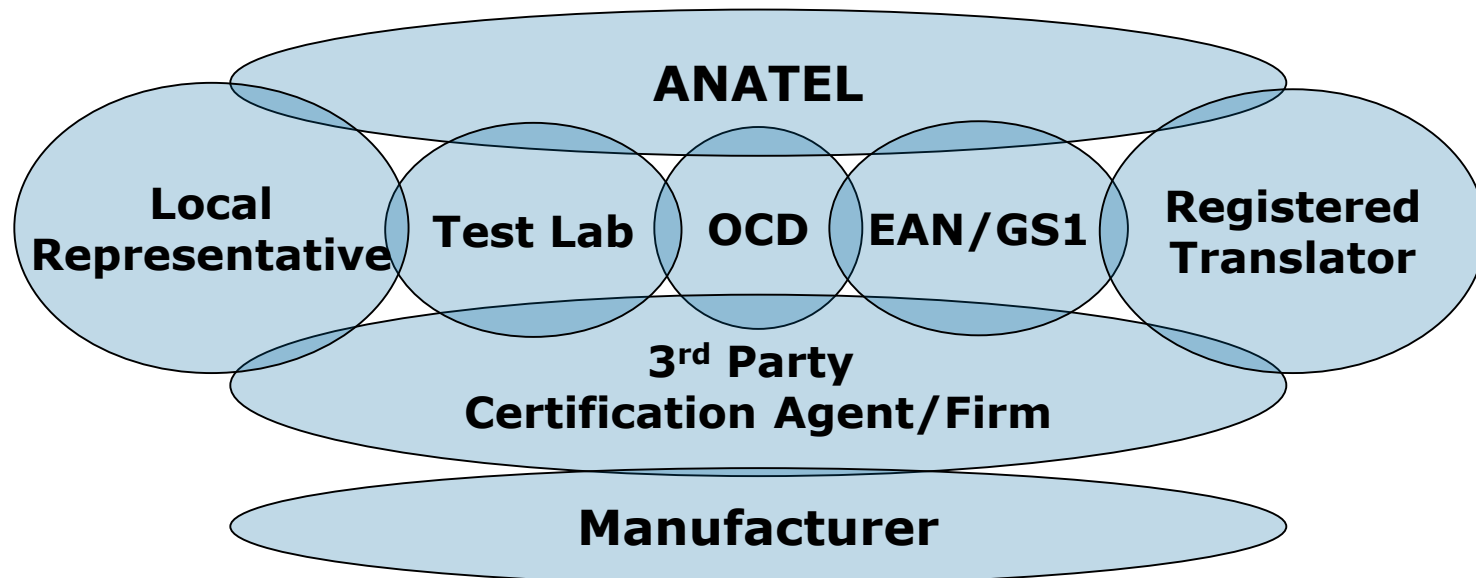 ANATEL
Local
Representative
Test Lab
OCD
EAN/GS1
Registered
Translator
3rd Party
Certification Agent/Firm
Manufacturer